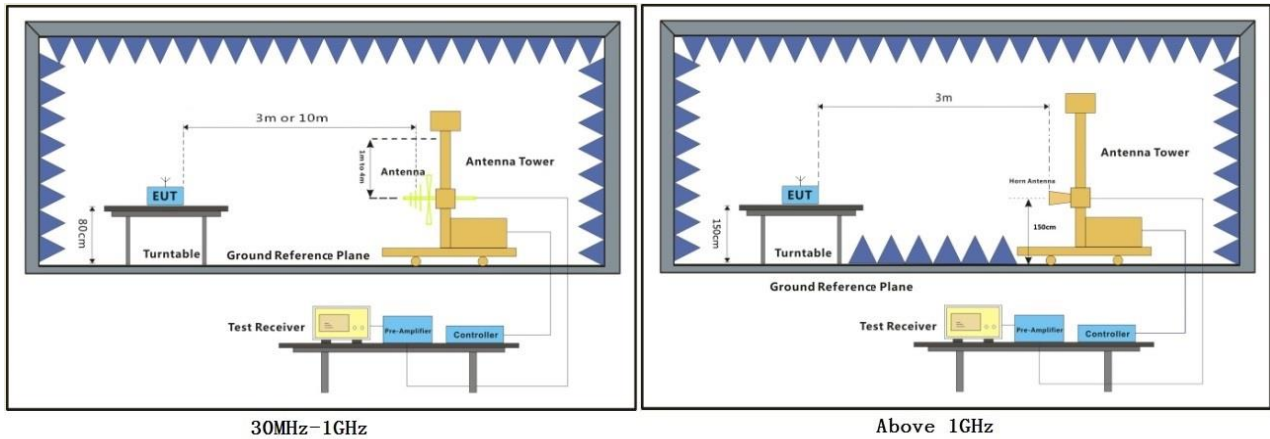 3m or 10m
1m to 4m
Antenna
Antenna Tower
EUT
80cm
Turntable
Ground Reference Plane
Test Receiver
Pre-Amplifier
Controller
30MHz-1GHz
3m
Antenna Tower
Horn Antenna
EUT
150cm
150cm
Turntable
Ground Reference Plane
Test Receiver
Pre-Amplifier
Controller
Above 1GHz